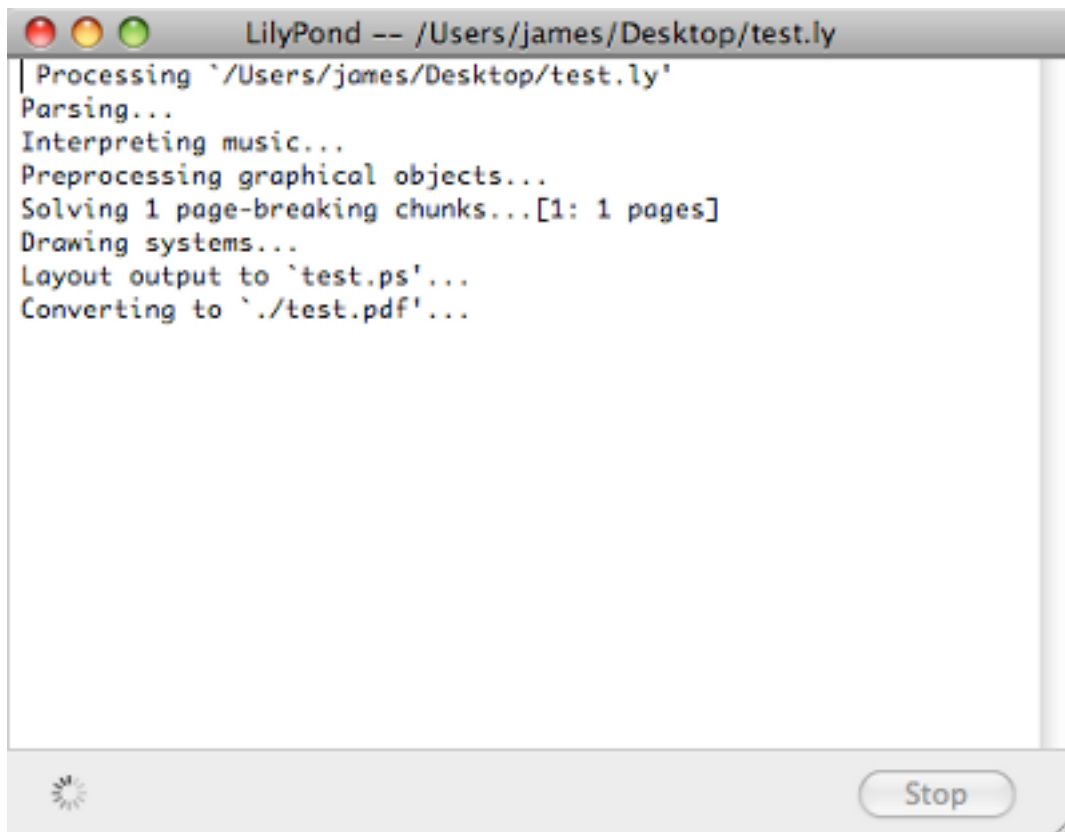 LilyPond -- /Users/james/Desktop/test.ly
Processing `/Users/james/Desktop/test.ly'
Parsing...
Interpreting music...
Preprocessing graphical objects...
Solving 1 page-breaking chunks...[1: 1 pages]
Drawing systems...
Layout output to `test.ps'...
Converting to `./test.pdf'...
Stop